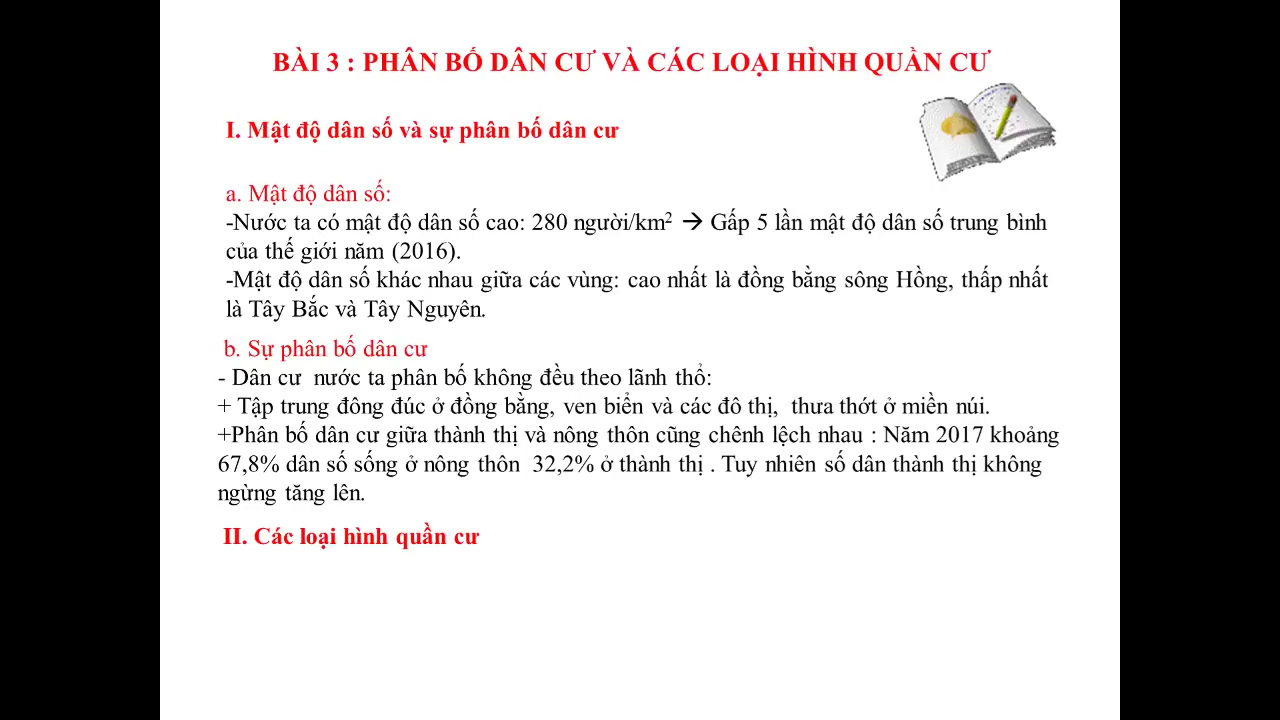 BÀI 3 : PHÂN BỐ DÂN CƯ VÀ CÁC LOẠI HÌNH QUẦN CƯ
I. Mật độ dân số và sự phân bố dân cư
a. Mật độ dân số:
-Nước ta có mật độ dân số cao: 280 người/km² → Gấp 5 lần mật độ dân số trung bình
của thế giới năm (2016).
-Mật độ dân số khác nhau giữa các vùng: cao nhất là đồng bằng sông Hồng, thấp nhất
là Tây Bắc và Tây Nguyên.
b. Sự phân bố dân cư
- Dân cư nước ta phân bố không đều theo lãnh thổ:
+ Tập trung đông đúc ở đồng bằng, ven biển và các đô thị, thưa thớt ở miền núi.
+Phân bố dân cư giữa thành thị và nông thôn cũng chênh lệch nhau : Năm 2017 khoảng
67,8% dân số sống ở nông thôn 32,2% ở thành thị . Tuy nhiên số dân thành thị không
ngừng tăng lên.
II. Các loại hình quần cư